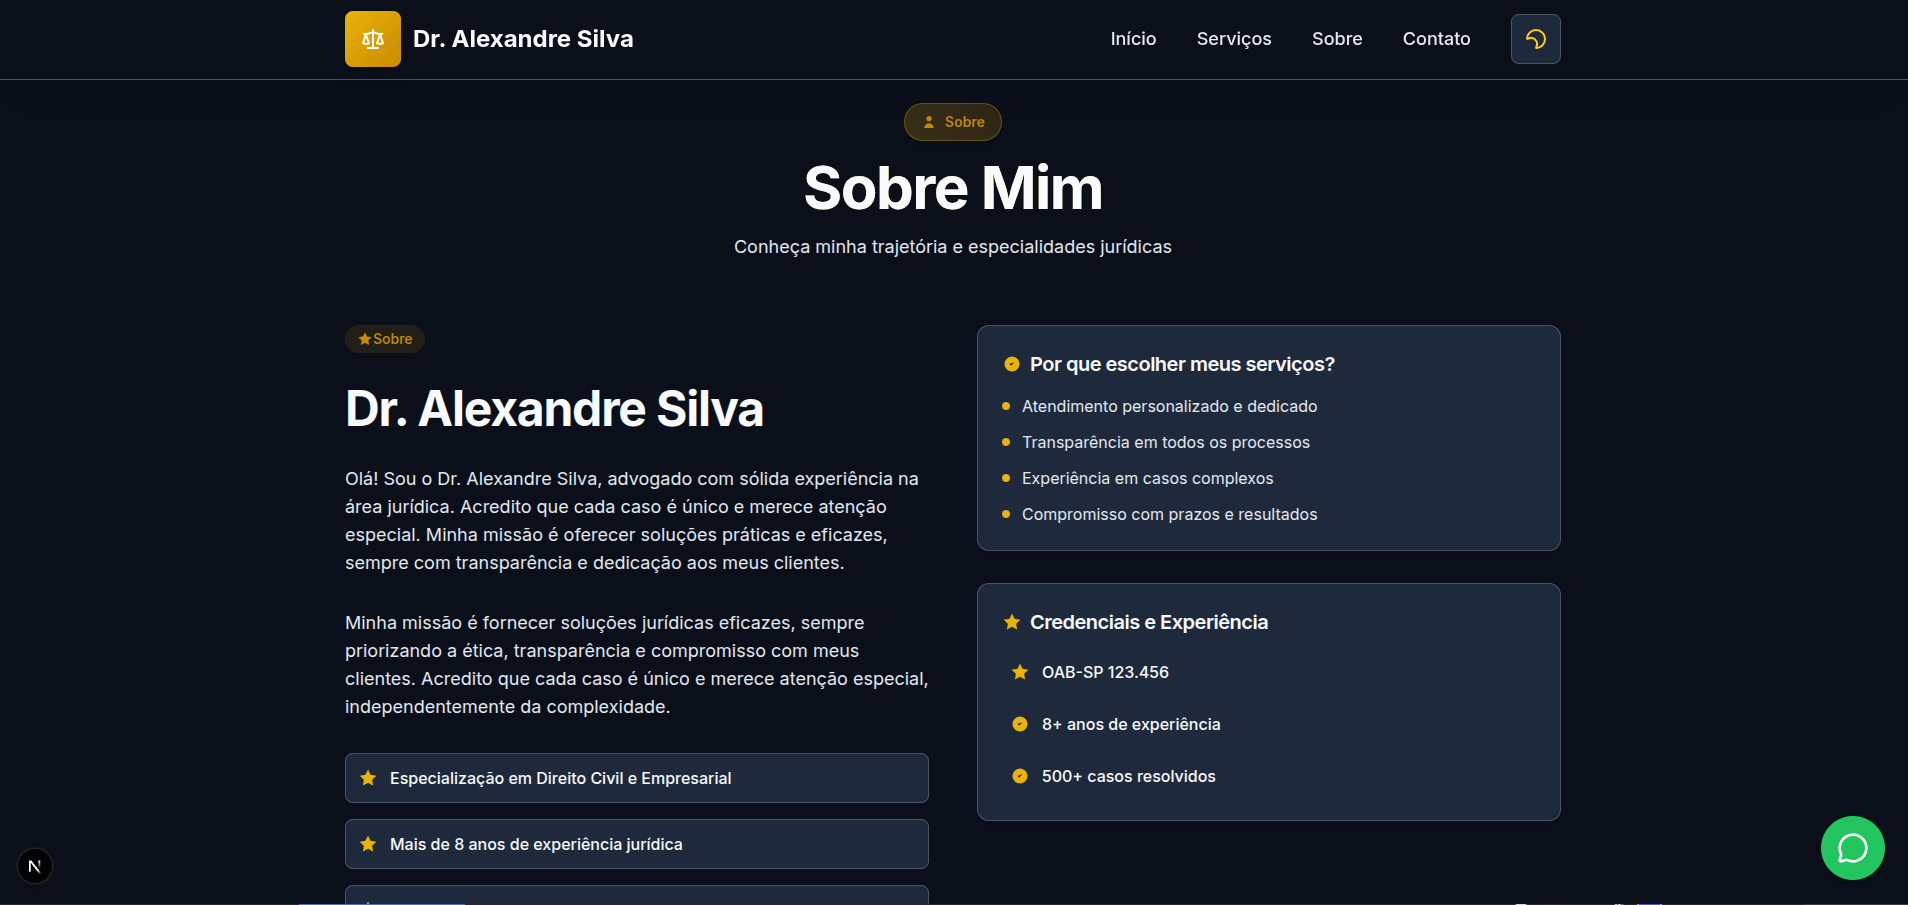 Dr. Alexandre Silva
Início
Serviços
Sobre
Contato
Sobre
Sobre Mim
Conheça minha trajetória e especialidades jurídicas
Sobre
Dr. Alexandre Silva
Olá! Sou o Dr. Alexandre Silva, advogado com sólida experiência na
área jurídica. Acredito que cada caso é único e merece atenção
especial. Minha missão é oferecer soluções práticas e eficazes,
sempre com transparência e dedicação aos meus clientes.
Minha missão é fornecer soluções jurídicas eficazes, sempre
priorizando a ética, transparência e compromisso com meus
clientes. Acredito que cada caso é único e merece atenção especial,
independentemente da complexidade.
Especialização em Direito Civil e Empresarial
Mais de 8 anos de experiência jurídica
Por que escolher meus serviços?
Atendimento personalizado e dedicado
Transparência em todos os processos
Experiência em casos complexos
Compromisso com prazos e resultados
Credenciais e Experiência
OAB-SP 123.456
8+ anos de experiência
500+ casos resolvidos
N